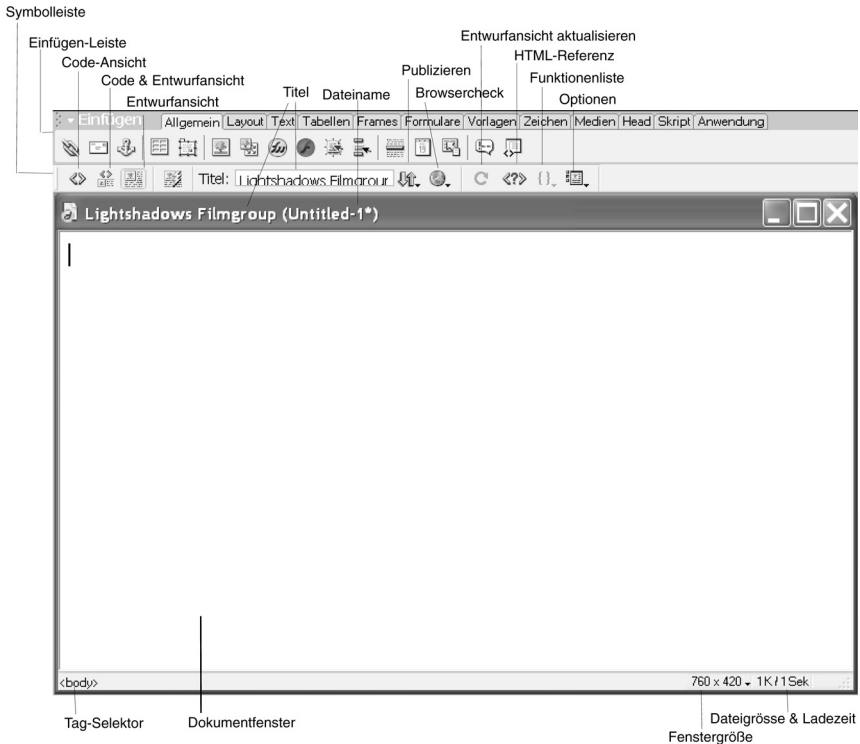 Symbolleiste
Einfügen-Leiste
Code-Ansicht
Code & Entwurfansicht
Entwurfansicht
Titel
Dateiname
Publizieren
Browsercheck
Entwurfansicht aktualisieren
HTML-Referenz
Funktionenliste
Optionen
Einfügen
Allgemein Layout Text Tabellen Frames Formulare Vorlagen Zeichen Medien Head Skript Anwendung
Titel: Lightshadows Filmgroup
Lightshadows Filmgroup (Untitled-1*)
<body>
760 x 420 1K / 1 Sek
Tag-Selektor
Dokumentfenster
Dateigrösse & Ladezeit
Fenstergröße